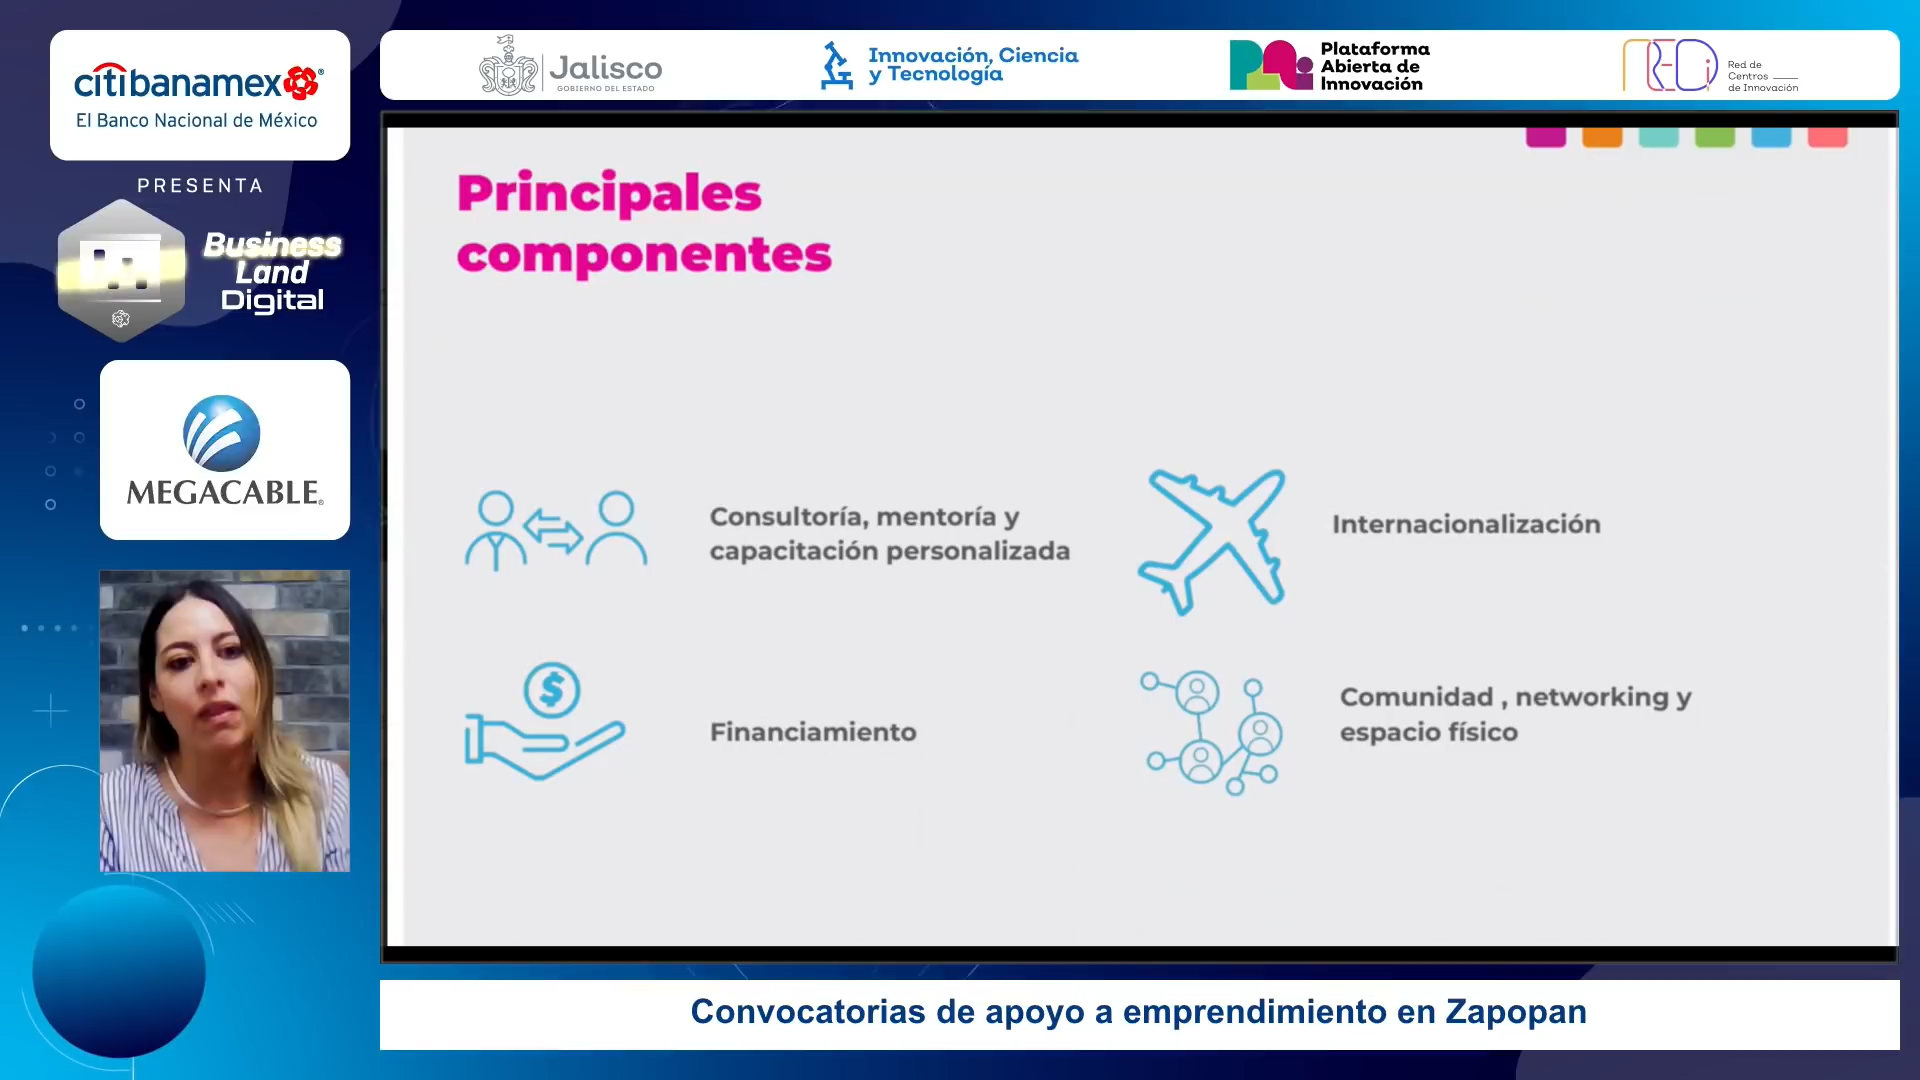 citibanamex
El Banco Nacional de México
PRESENTA
Business
Land
Digital
MEGACABLE
Jalisco
GOBIERNO DEL ESTADO
Innovación, Ciencia
y Tecnología
Plataforma
Abierta de
Innovación
REDi
Red de
Centros
de Innovación
Principales
componentes
Consultoría, mentoría y
capacitación personalizada
Internacionalización
Financiamiento
Comunidad , networking y
espacio físico
Convocatorias de apoyo a emprendimiento en Zapopan